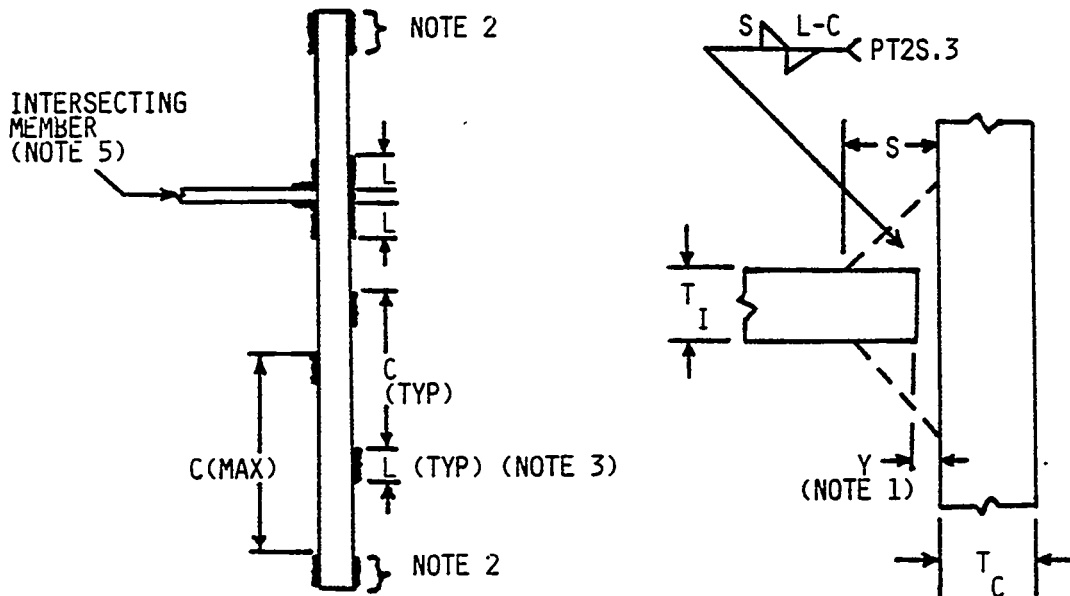 NOTE 2
INTERSECTING
MEMBER
(NOTE 5)
L
L
C
(TYP)
C(MAX)
L (TYP) (NOTE 3)
NOTE 2
S L-C
PT2S.3
S
T
I
Y
(NOTE 1)
T
C